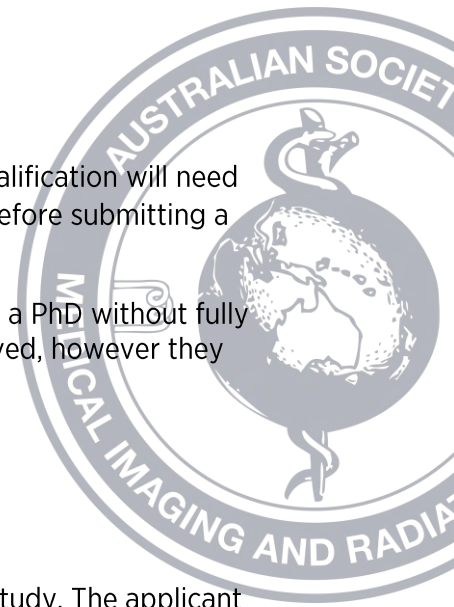 AUSTRALIAN SOCIET
alification will need
efore submitting a
a PhD without fully
ved, however they
MEDICAL IMAGING AND RADIAT
tudy. The applicant